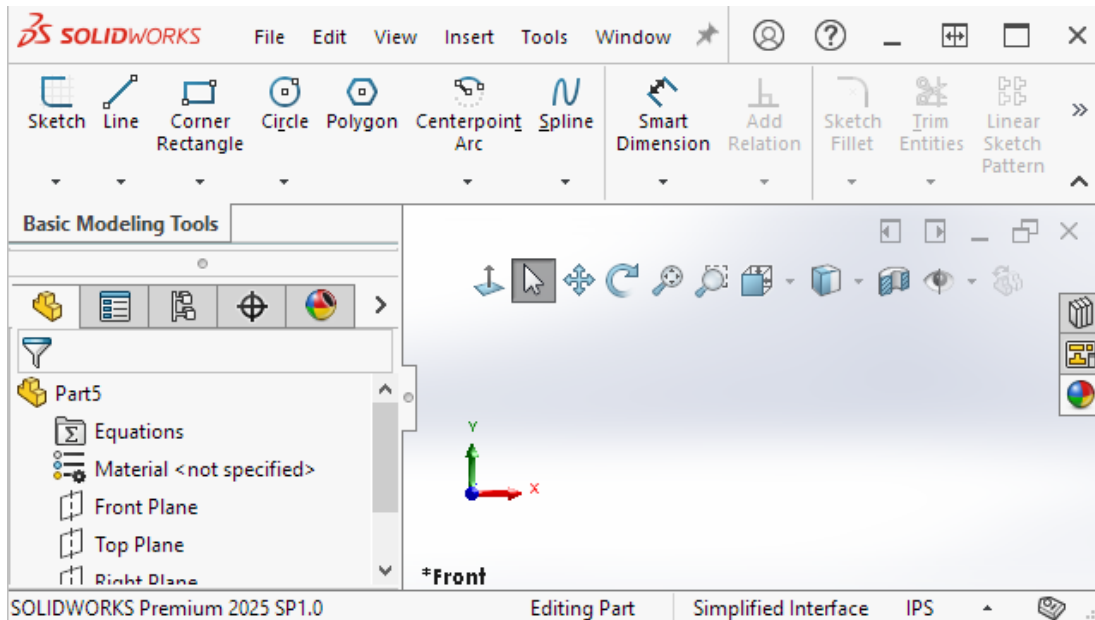 SOLIDWORKS File Edit View Insert Tools Window
Sketch Line Corner Rectangle Circle Polygon Centerpoint Arc Spline Smart Dimension Add Relation Sketch Fillet Trim Entities Linear Sketch Pattern
Basic Modeling Tools
Part5
Equations
Material <not specified>
Front Plane
Top Plane
Right Plane
Y
X
*Front
SOLIDWORKS Premium 2025 SP1.0 Editing Part Simplified Interface IPS